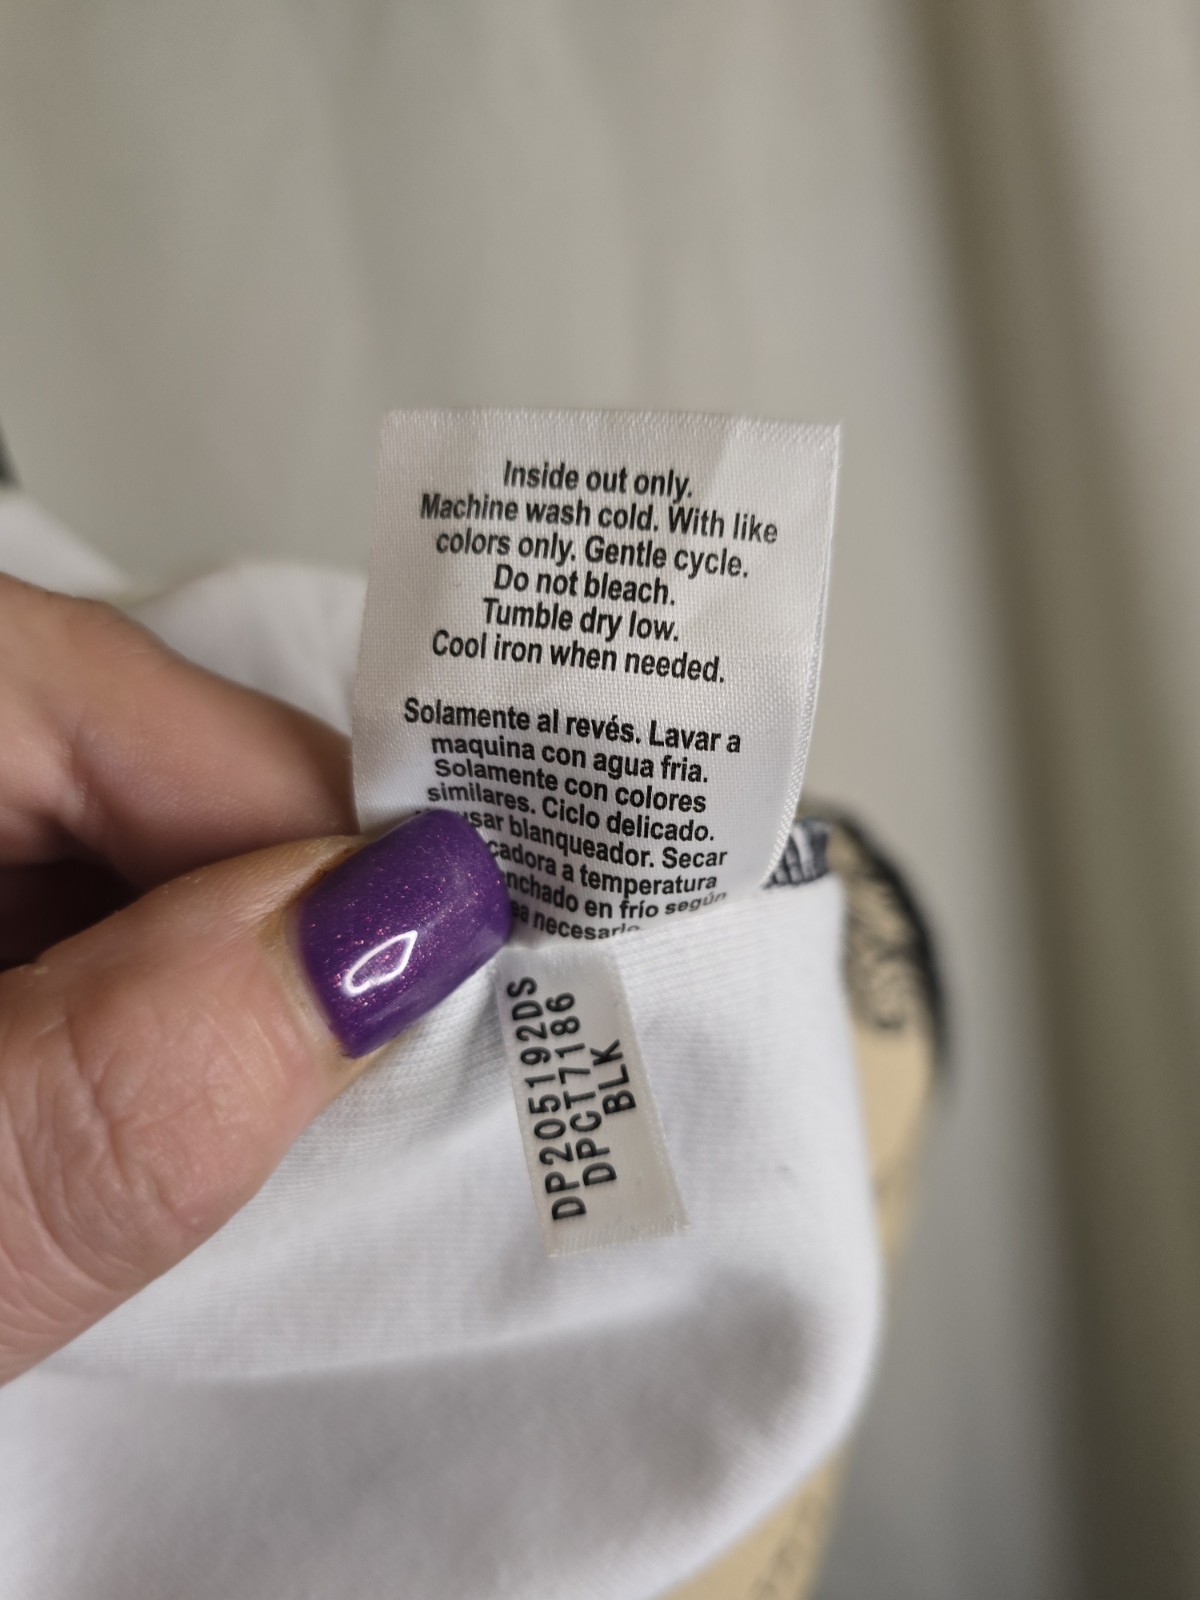 Inside out only.
Machine wash cold. With like
colors only. Gentle cycle.
Do not bleach.
Tumble dry low.
Cool iron when needed.
Solamente al revés. Lavar a
maquina con agua fria.
Solamente con colores
similares. Ciclo delicado.
blanqueador. Secar
a temperatura
en frío según
DP205192DS
DPCT7186
DPC BLK